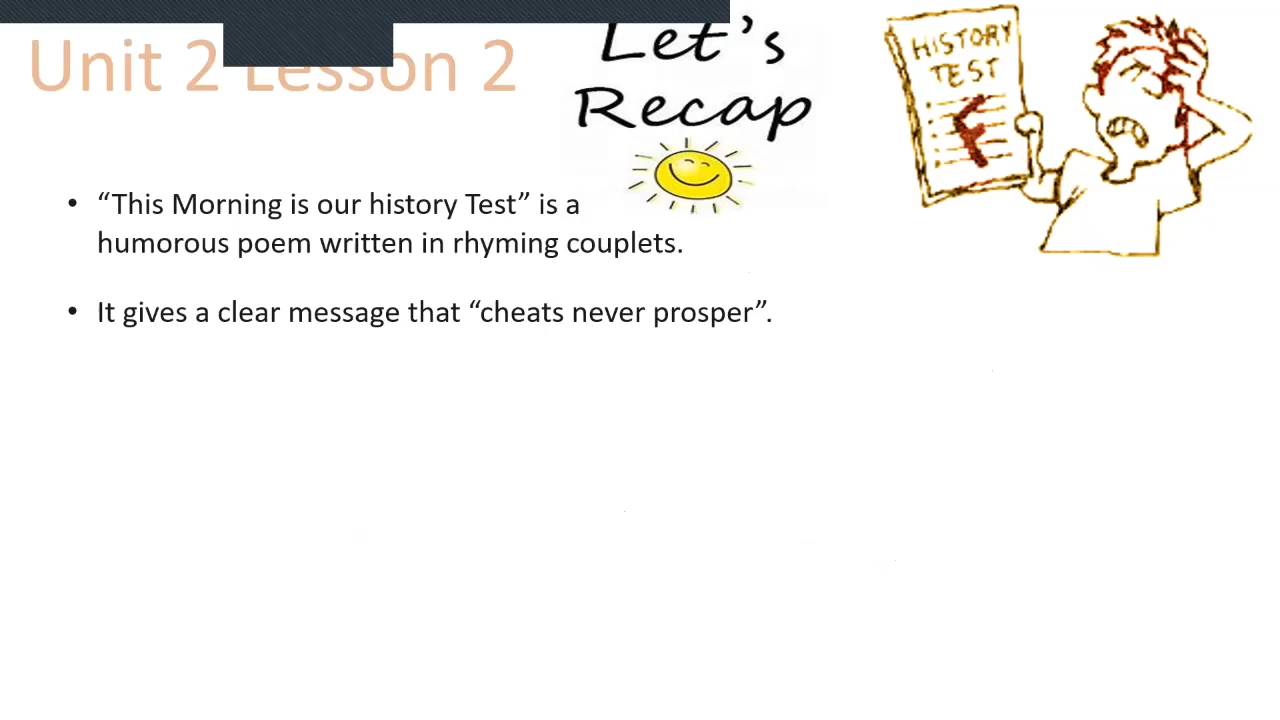 Unit 2 Lesson 2
Let's
Recap
HISTORY
TEST
F
• “This Morning is our history Test” is a
humorous poem written in rhyming couplets.
• It gives a clear message that “cheats never prosper”.